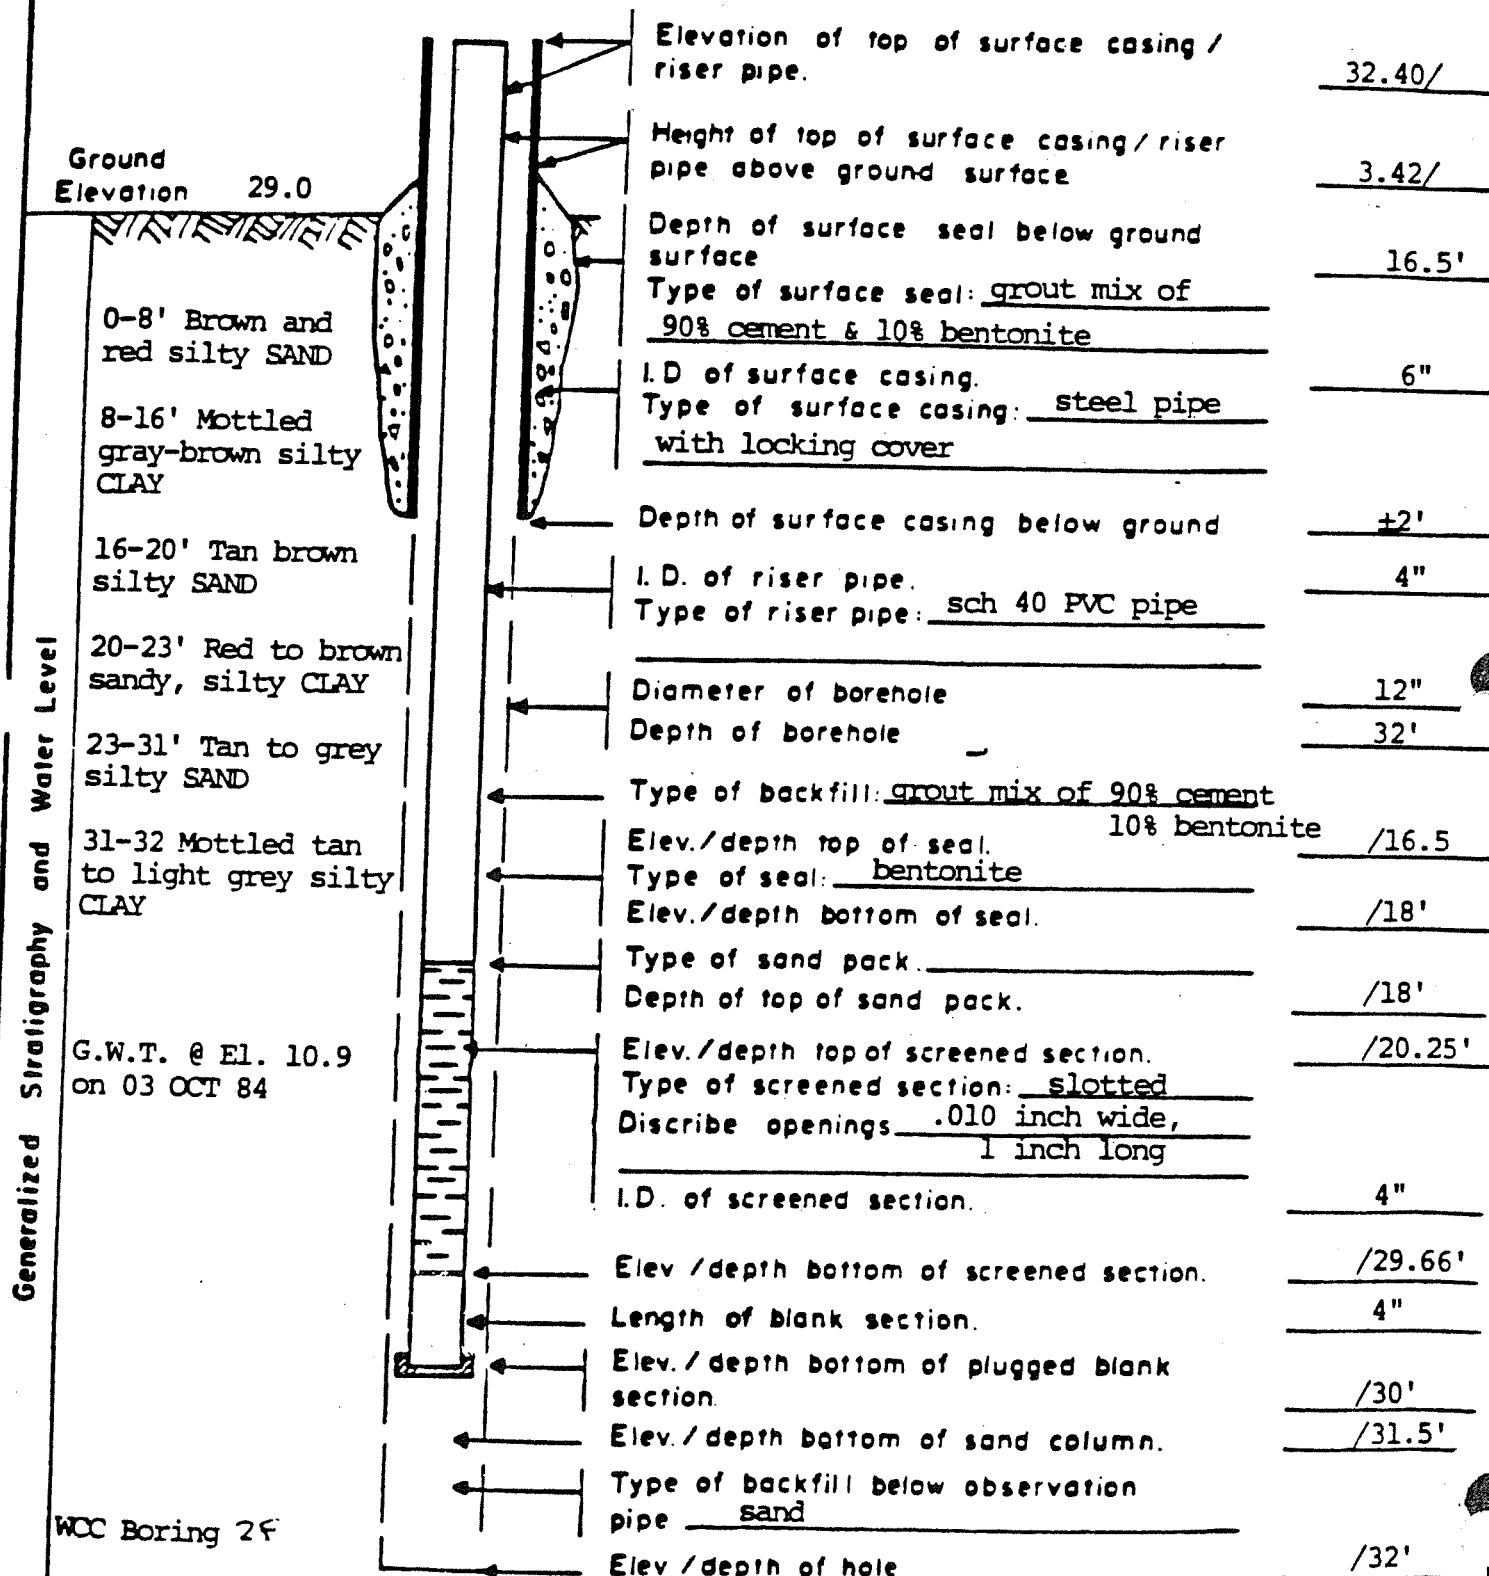 Elevation of top of surface casing /
riser pipe. 32.40/
Height of top of surface casing / riser
pipe above ground surface 3.42/
Ground
Elevation 29.0
Depth of surface seal below ground
surface 16.5'
Type of surface seal: grout mix of
90% cement & 10% bentonite
I.D of surface casing. 6"
Type of surface casing: steel pipe
with locking cover
Depth of surface casing below ground ±2'
I.D. of riser pipe. 4"
Type of riser pipe: sch 40 PVC pipe
Diameter of borehole 12"
Depth of borehole 32'
Type of backfill: grout mix of 90% cement
10% bentonite
Elev./depth top of seal. /16.5
Type of seal: bentonite
Elev./depth bottom of seal. /18'
Type of sand pack.
Depth of top of sand pack. /18'
Elev./depth top of screened section. /20.25'
Type of screened section: slotted
Discribe openings .010 inch wide,
1 inch long
I.D. of screened section. 4"
Elev /depth bottom of screened section. /29.66'
Length of blank section. 4"
Elev./depth bottom of plugged blank
section. /30'
Elev./depth bottom of sand column. /31.5'
Type of backfill below observation
pipe sand
Elev /depth of hole /32'
Generalized Stratigraphy and Water Level
0-8' Brown and
red silty SAND
8-16' Mottled
gray-brown silty
CLAY
16-20' Tan brown
silty SAND
20-23' Red to brown
sandy, silty CLAY
23-31' Tan to grey
silty SAND
31-32 Mottled tan
to light grey silty
CLAY
G.W.T. @ El. 10.9
on 03 OCT 84
WCC Boring